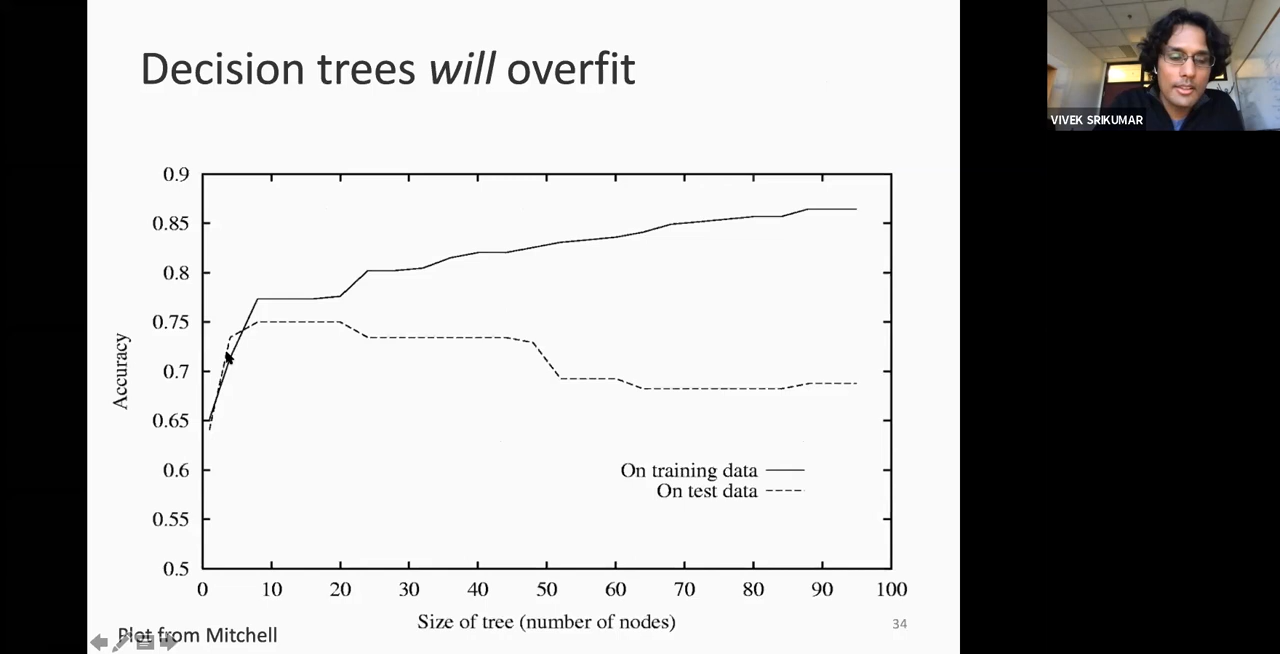 Decision trees will overfit
VIVEK SRIKUMAR
0.9
0.85
0.8
0.75
0.7
0.65
0.6
0.55
0.5
Accuracy
On training data
On test data
0 10 20 30 40 50 60 70 80 90 100
Size of tree (number of nodes)
Plot from Mitchell
34